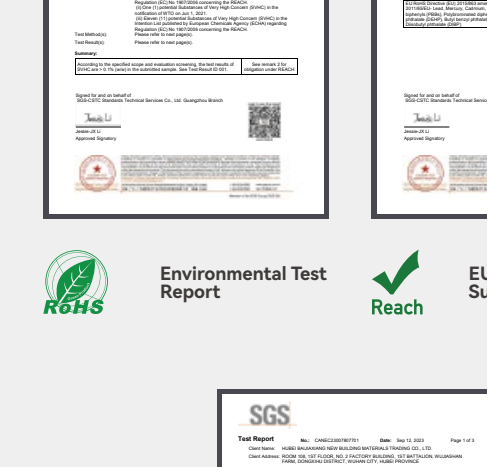 Regulation (EC) No 1907/2006 concerning the REACH.
(ii) One (1) potential Substances of Very High Concern (SVHC) in the
notification of WTO on Jun 1, 2021.
(iii) Eleven (11) potential Substances of Very High Concern (SVHC) in the
Intention List published by European Chemicals Agency (ECHA) regarding
Regulation (EC) No 1907/2006 concerning the REACH.
Test Method(s): Please refer to next page(s).
Test Result(s): Please refer to next page(s).
Summary:
According to the specified scope and evaluation screening, the test results of
SVHC are > 0.1% (w/w) in the submitted sample. See Test Result ID 001.
See remark 2 for
obligation under REACH
Signed for and on behalf of
SGS-CSTC Standards Technical Services Co., Ltd. Guangzhou Branch
Jessie Li
Jessie-JX LI
Approved Signatory
EU RoHS Directive (EU) 2015/863 amen
2011/65/EU- Lead, Mercury, Cadmium,
biphenyls (PBBs), Polybrominated diphe
phthalate (DEHP), Butyl benzyl phthalate
Diisobutyl phthalate (DIBP)
Signed for and on behalf of
SGS-CSTC Standards Technical Service
Jessie Li
Jessie-JX LI
Approved Signatory
RoHS
Environmental Test
Report
Reach
EU
Su
SGS
Test Report No.: CANEC23007907701 Date: Sep 12, 2023 Page 1 of 3
Client Name: HUBEI BAIJIAXIANG NEW BUILDING MATERIALS TRADING CO., LTD.
Client Address: ROOM 108, 1ST FLOOR, NO. 2 FACTORY BUILDING, 1ST BATTALION, WUJIASHAN
FARM, DONGXIHU DISTRICT, WUHAN CITY, HUBEI PROVINCE